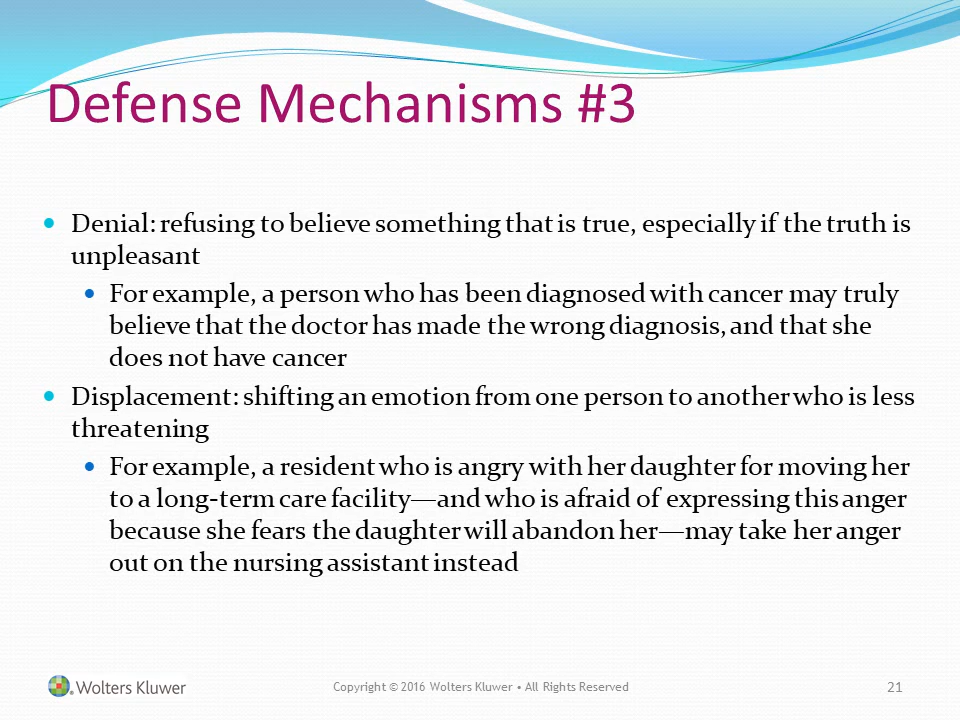 Defense Mechanisms #3
Denial: refusing to believe something that is true, especially if the truth is
unpleasant
For example, a person who has been diagnosed with cancer may truly
believe that the doctor has made the wrong diagnosis, and that she
does not have cancer
Displacement: shifting an emotion from one person to another who is less
threatening
For example, a resident who is angry with her daughter for moving her
to a long-term care facility—and who is afraid of expressing this anger
because she fears the daughter will abandon her—may take her anger
out on the nursing assistant instead
Wolters Kluwer
Copyright © 2016 Wolters Kluwer • All Rights Reserved
21